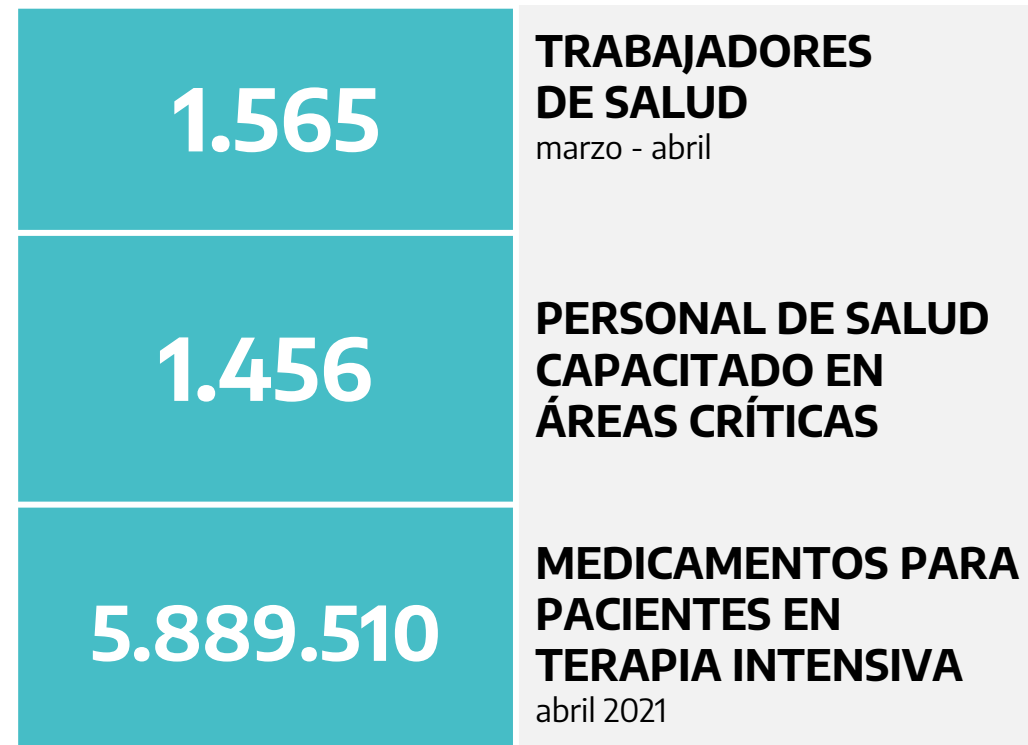 1.565
TRABAJADORES
DE SALUD
marzo - abril
1.456
PERSONAL DE SALUD
CAPACITADO EN
ÁREAS CRÍTICAS
5.889.510
MEDICAMENTOS PARA
PACIENTES EN
TERAPIA INTENSIVA
abril 2021